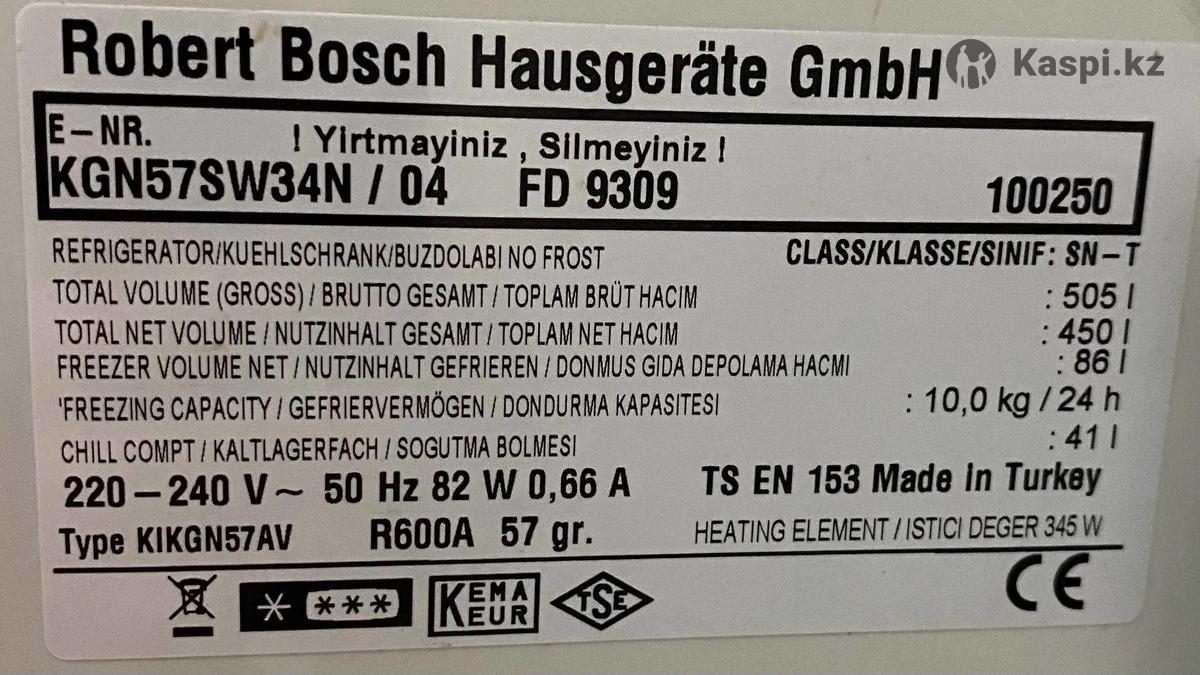 Robert Bosch Hausgeräte GmbH
Kaspi.kz
E-NR. ! Yirtmayiniz , Silmeyiniz !
KGN57SW34N / 04 FD 9309 100250
REFRIGERATOR/KUEHLSCHRANK/BUZDOLABI NO FROST CLASS/KLASSE/SINIF: SN-T
TOTAL VOLUME (GROSS) / BRUTTO GESAMT / TOPLAM BRÜT HACIM : 505 l
TOTAL NET VOLUME / NUTZINHALT GESAMT / TOPLAM NET HACIM : 450 l
FREEZER VOLUME NET / NUTZINHALT GEFRIEREN / DONMUS GIDA DEPOLAMA HACMI : 86 l
'FREEZING CAPACITY / GEFRIERVERMÖGEN / DONDURMA KAPASITESI : 10,0 kg / 24 h
CHILL COMPT / KALTLAGERFACH / SOGUTMA BOLMESI : 41 l
220-240 V~ 50 Hz 82 W 0,66 A TS EN 153 Made In Turkey
Type KIKGN57AV R600A 57 gr. HEATING ELEMENT / ISTICI DEGER 345 W
KEMA KEUR TSE CE